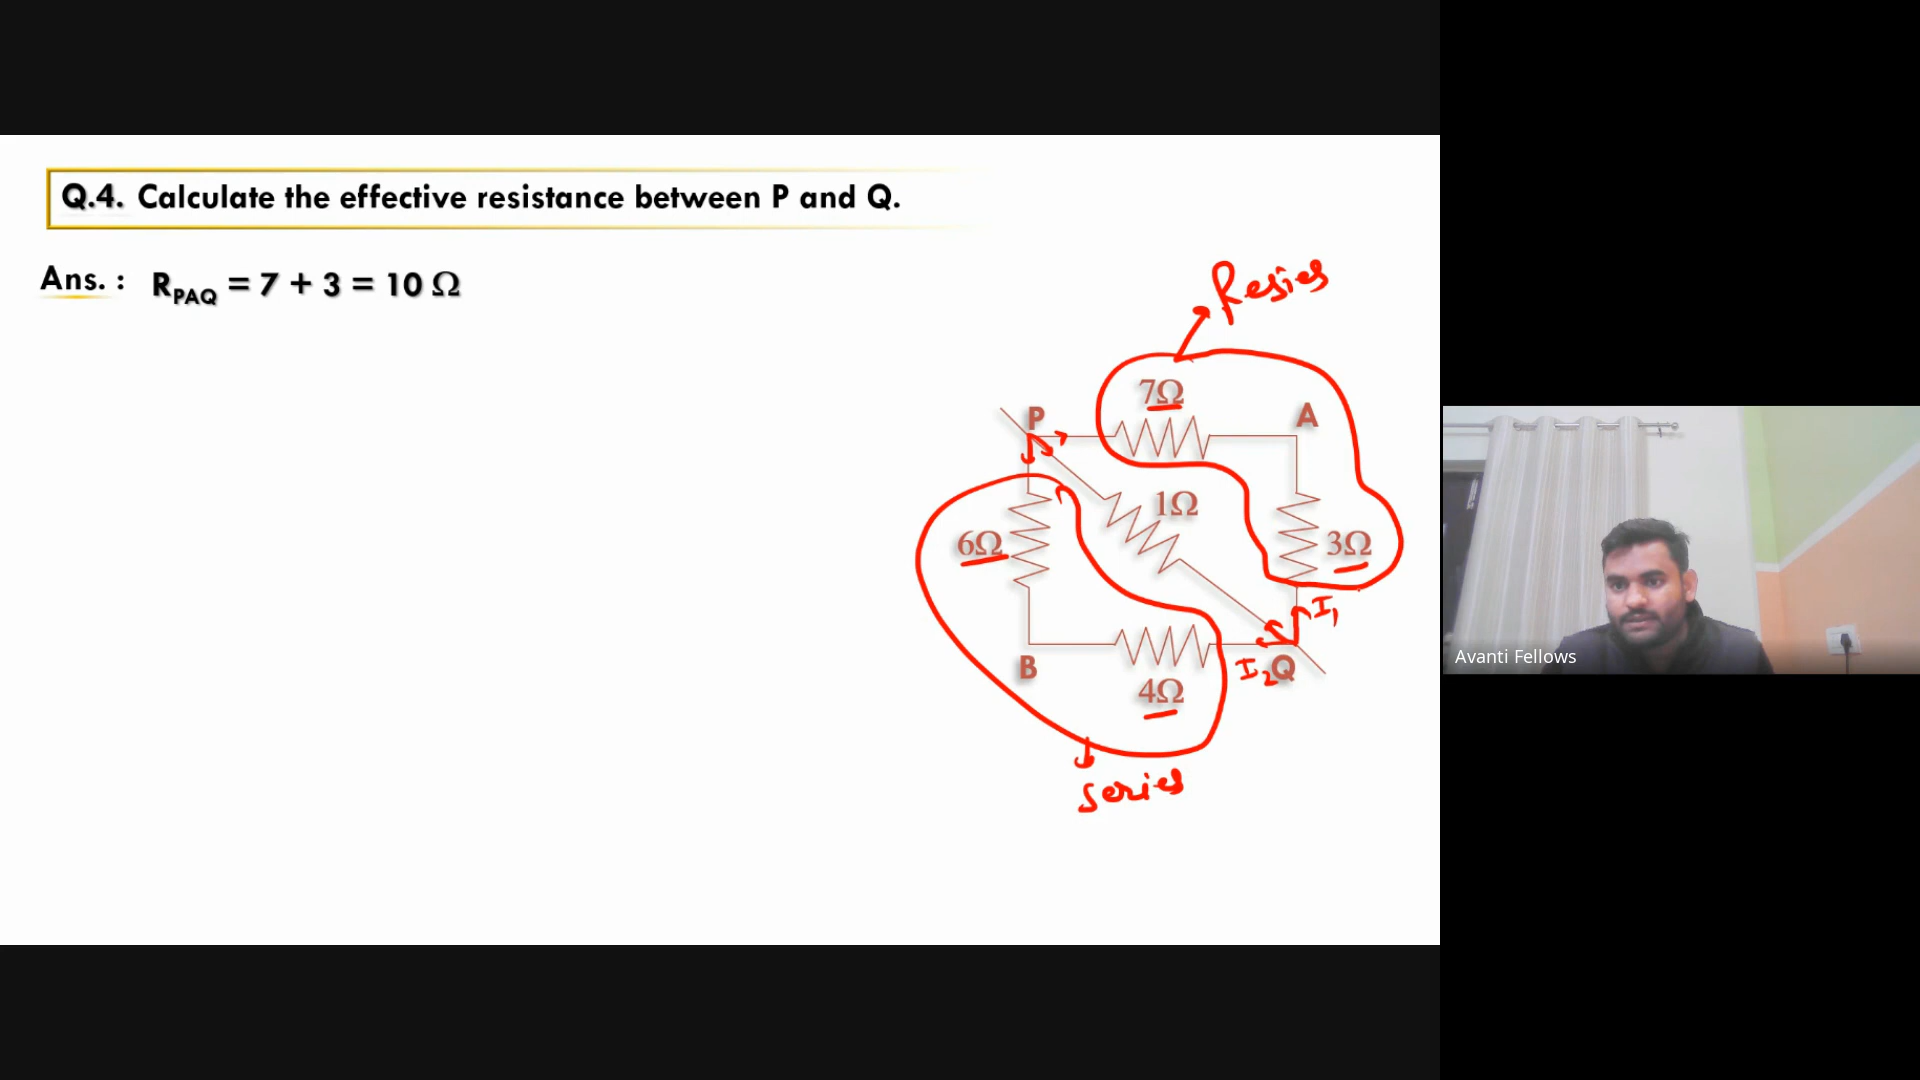 Q.4. Calculate the effective resistance between P and Q.
Ans. : R_PAQ = 7 + 3 = 10 Ω
Resies
7Ω
P
A
1Ω
6Ω
3Ω
I₁
B
I₂
Q
4Ω
series
Avanti Fellows